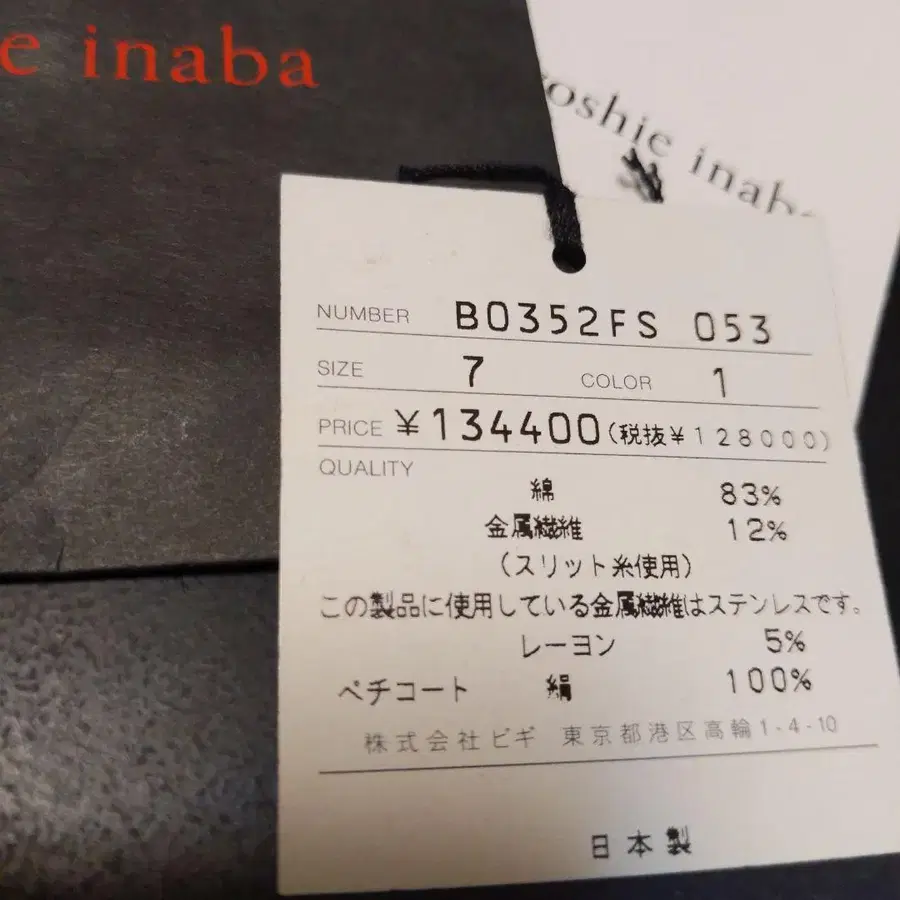 e inaba
oshie inaba
NUMBER B0352FS 053
SIZE 7 COLOR 1
PRICE ¥134400(税抜¥128000)
QUALITY
綿 83%
金属繊維 12%
(スリット糸使用)
この製品に使用している金属繊維はステンレスです。
レーヨン 5%
ペチコート 絹 100%
株式会社ビギ 東京都港区高輪1-4-10
日本製